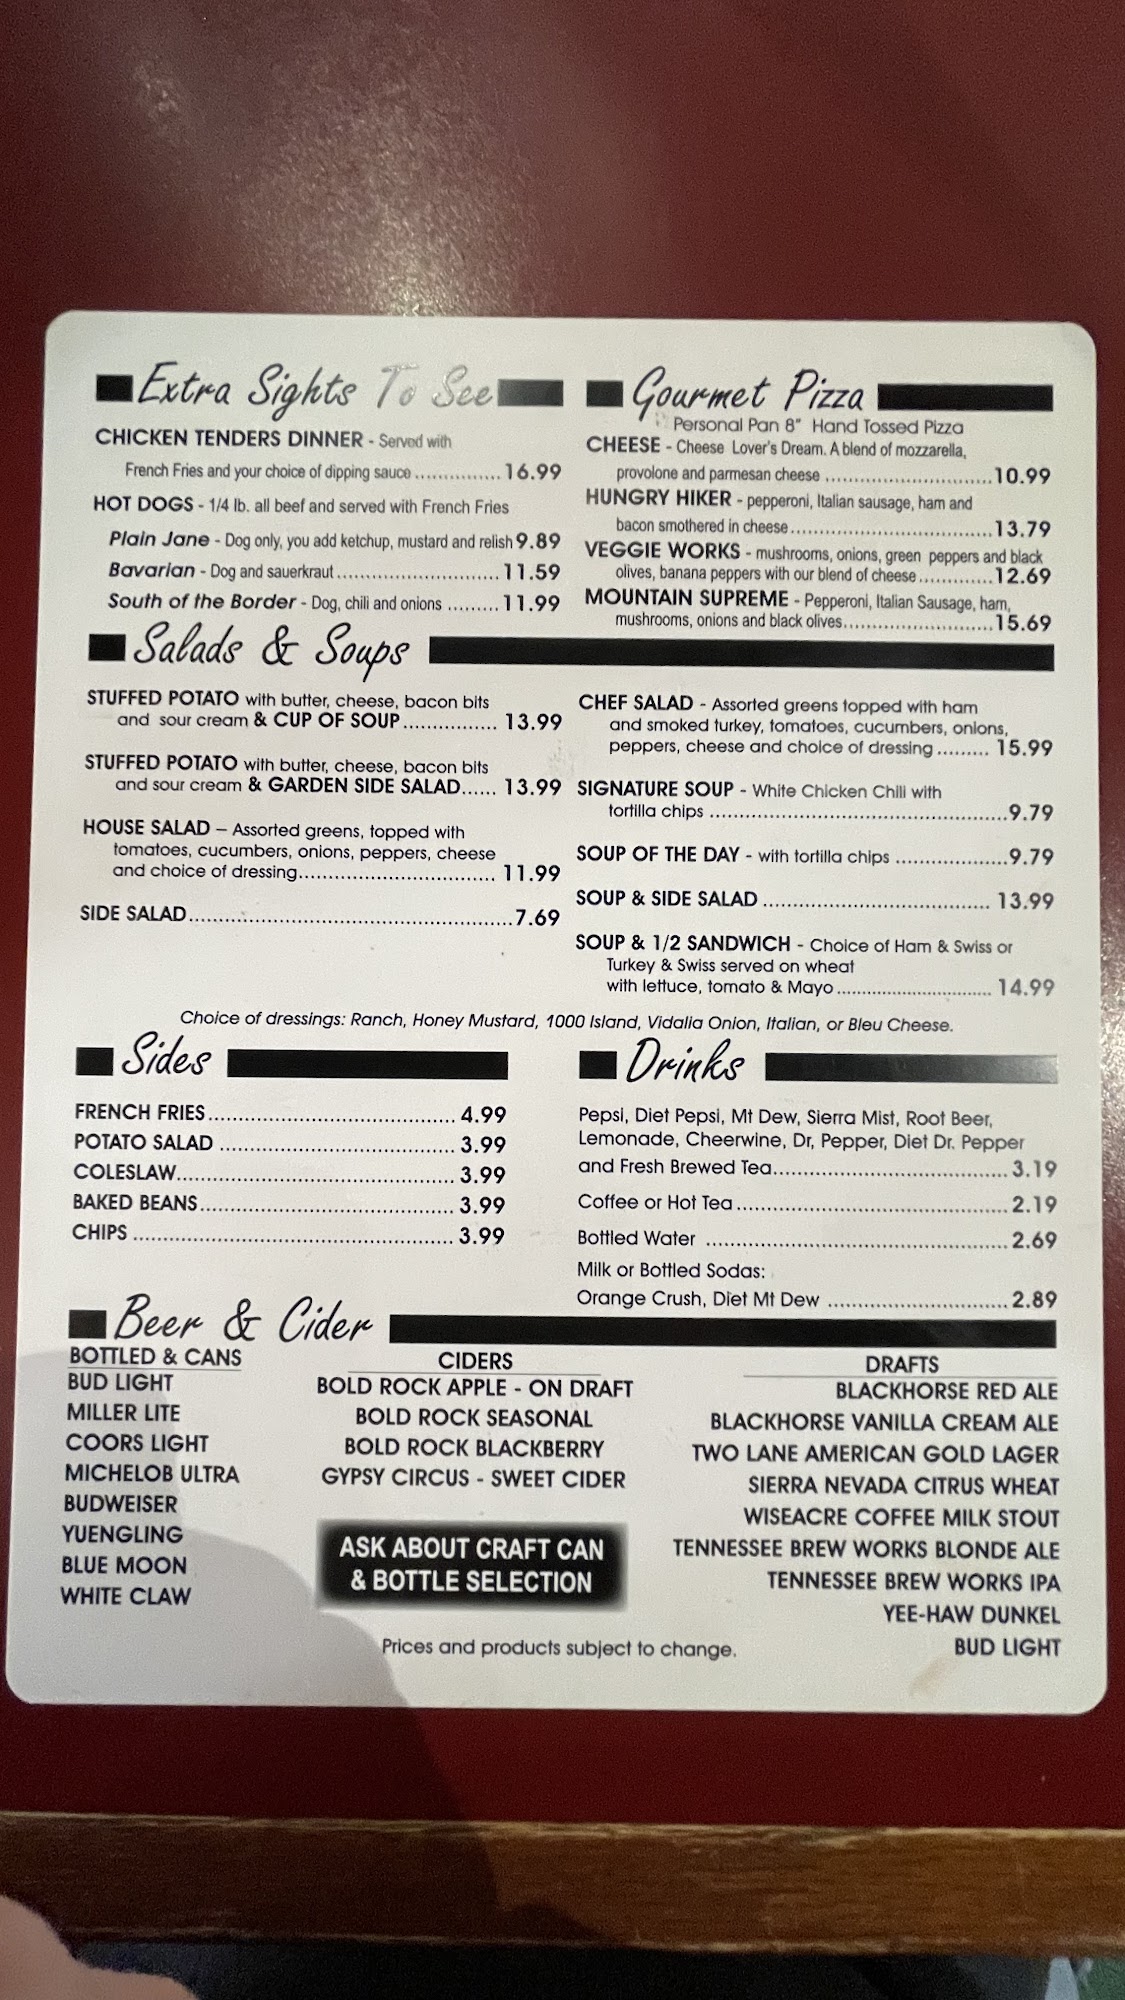 Extra Sights To See
CHICKEN TENDERS DINNER - Served with
French Fries and your choice of dipping sauce ............... 16.99
HOT DOGS - 1/4 lb. all beef and served with French Fries
Plain Jane - Dog only, you add ketchup, mustard and relish 9.89
Bavarian - Dog and sauerkraut ............................ 11.59
South of the Border - Dog, chili and onions ......... 11.99
Gourmet Pizza
Personal Pan 8" Hand Tossed Pizza
CHEESE - Cheese Lover's Dream. A blend of mozzarella,
provolone and parmesan cheese ............................. 10.99
HUNGRY HIKER - pepperoni, Italian sausage, ham and
bacon smothered in cheese................................... 13.79
VEGGIE WORKS - mushrooms, onions, green peppers and black
olives, banana peppers with our blend of cheese............. 12.69
MOUNTAIN SUPREME - Pepperoni, Italian Sausage, ham,
mushrooms, onions and black olives.......................... 15.69
Salads & Soups
STUFFED POTATO with butter, cheese, bacon bits
and sour cream & CUP OF SOUP................ 13.99
STUFFED POTATO with butter, cheese, bacon bits
and sour cream & GARDEN SIDE SALAD...... 13.99
HOUSE SALAD – Assorted greens, topped with
tomatoes, cucumbers, onions, peppers, cheese
and choice of dressing................................. 11.99
SIDE SALAD.......................................................7.69
CHEF SALAD - Assorted greens topped with ham
and smoked turkey, tomatoes, cucumbers, onions,
peppers, cheese and choice of dressing ......... 15.99
SIGNATURE SOUP - White Chicken Chili with
tortilla chips ..................................................9.79
SOUP OF THE DAY - with tortilla chips ...................9.79
SOUP & SIDE SALAD ...................................... 13.99
SOUP & 1/2 SANDWICH - Choice of Ham & Swiss or
Turkey & Swiss served on wheat
with lettuce, tomato & Mayo............................... 14.99
Choice of dressings: Ranch, Honey Mustard, 1000 Island, Vidalia Onion, Italian, or Bleu Cheese.
Sides
FRENCH FRIES.......................................... 4.99
POTATO SALAD ........................................ 3.99
COLESLAW............................................... 3.99
BAKED BEANS........................................... 3.99
CHIPS ...................................................... 3.99
Drinks
Pepsi, Diet Pepsi, Mt Dew, Sierra Mist, Root Beer,
Lemonade, Cheerwine, Dr, Pepper, Diet Dr. Pepper
and Fresh Brewed Tea....................................... 3.19
Coffee or Hot Tea............................................. 2.19
Bottled Water .................................................. 2.69
Milk or Bottled Sodas:
Orange Crush, Diet Mt Dew .............................. 2.89
Beer & Cider
BOTTLED & CANS
BUD LIGHT
MILLER LITE
COORS LIGHT
MICHELOB ULTRA
BUDWEISER
YUENGLING
BLUE MOON
WHITE CLAW
CIDERS
BOLD ROCK APPLE - ON DRAFT
BOLD ROCK SEASONAL
BOLD ROCK BLACKBERRY
GYPSY CIRCUS - SWEET CIDER
ASK ABOUT CRAFT CAN
& BOTTLE SELECTION
DRAFTS
BLACKHORSE RED ALE
BLACKHORSE VANILLA CREAM ALE
TWO LANE AMERICAN GOLD LAGER
SIERRA NEVADA CITRUS WHEAT
WISEACRE COFFEE MILK STOUT
TENNESSEE BREW WORKS BLONDE ALE
TENNESSEE BREW WORKS IPA
YEE-HAW DUNKEL
BUD LIGHT
Prices and products subject to change.